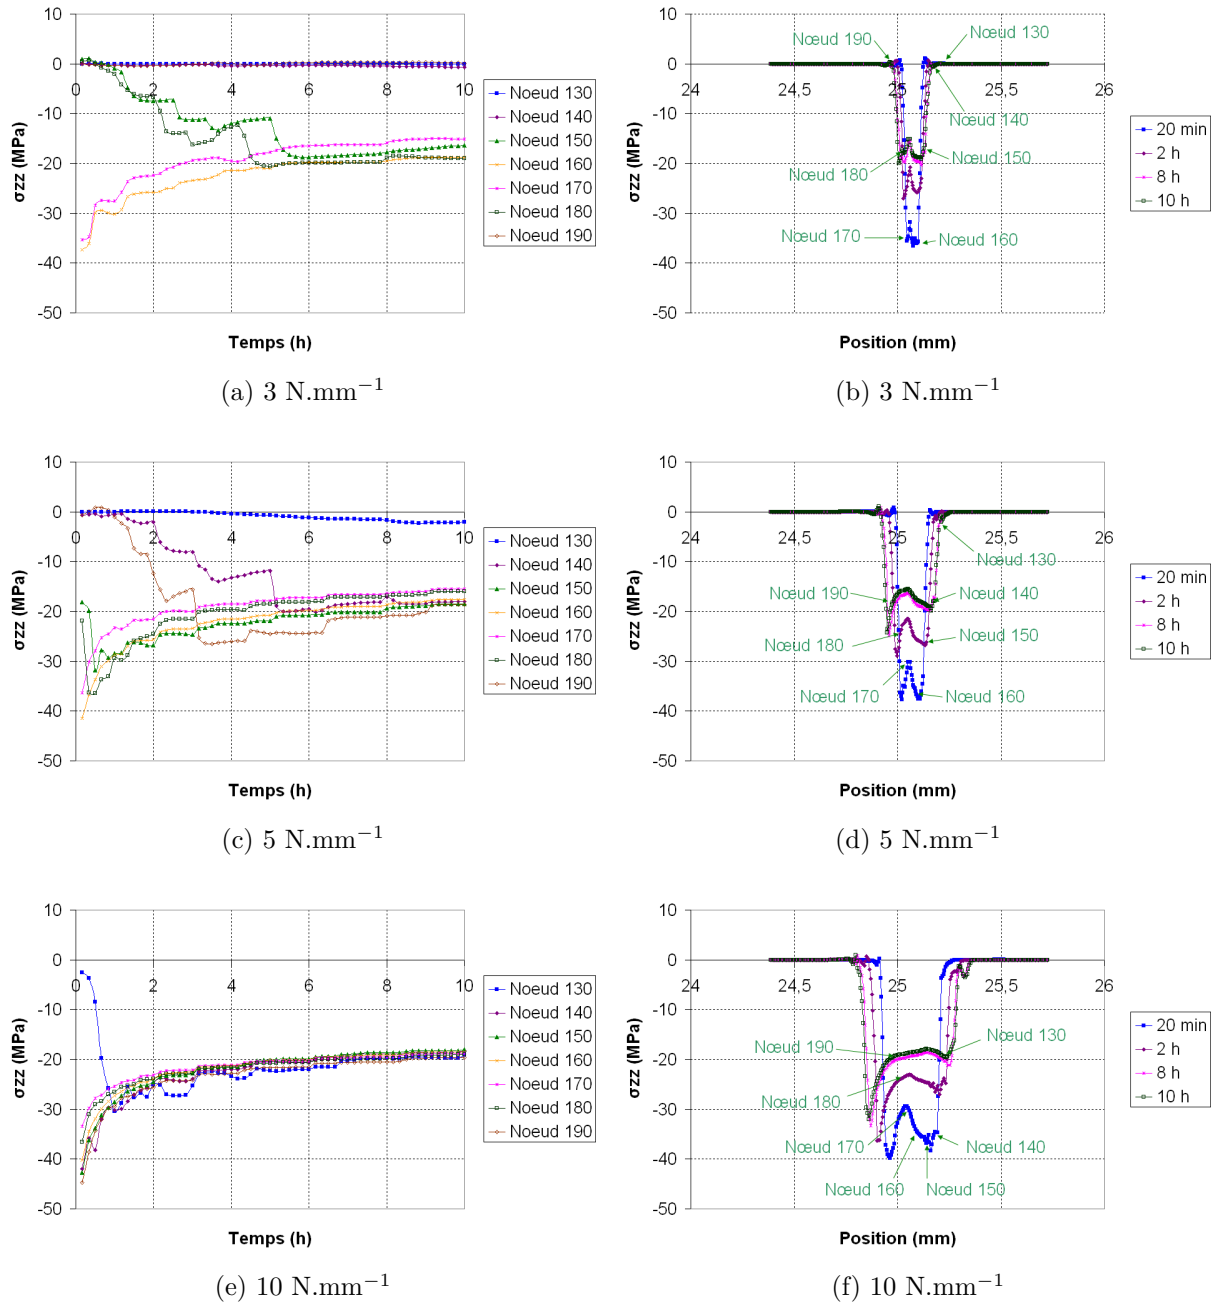 10
0
-10
-20
-30
-40
-50
0 2 4 6 8 10
σzz (MPa)
Temps (h)
Noeud 130
Noeud 140
Noeud 150
Noeud 160
Noeud 170
Noeud 180
Noeud 190
(a) 3 N.mm⁻¹
10
0
-10
-20
-30
-40
-50
24 24,5 25 25,5 26
σzz (MPa)
Position (mm)
Nœud 190
Nœud 130
Nœud 140
Nœud 150
Nœud 180
Nœud 170
Nœud 160
20 min
2 h
8 h
10 h
(b) 3 N.mm⁻¹
10
0
-10
-20
-30
-40
-50
0 2 4 6 8 10
σzz (MPa)
Temps (h)
Noeud 130
Noeud 140
Noeud 150
Noeud 160
Noeud 170
Noeud 180
Noeud 190
(c) 5 N.mm⁻¹
10
0
-10
-20
-30
-40
-50
24 24,5 25 25,5 26
σzz (MPa)
Position (mm)
Nœud 130
Nœud 190
Nœud 140
Nœud 180
Nœud 150
Nœud 170
Nœud 160
20 min
2 h
8 h
10 h
(d) 5 N.mm⁻¹
10
0
-10
-20
-30
-40
-50
0 2 4 6 8 10
σzz (MPa)
Temps (h)
Noeud 130
Noeud 140
Noeud 150
Noeud 160
Noeud 170
Noeud 180
Noeud 190
(e) 10 N.mm⁻¹
10
0
-10
-20
-30
-40
-50
24 24,5 25 25,5 26
σzz (MPa)
Position (mm)
Nœud 130
Nœud 190
Nœud 180
Nœud 170
Nœud 140
Nœud 160
Nœud 150
20 min
2 h
8 h
10 h
(f) 10 N.mm⁻¹